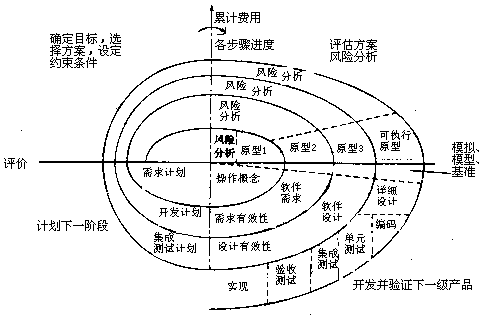 累计费用
各步骤进度
确定目标，选
择方案，设定
约束条件
评估方案
风险分析
风险
分析
风险
分析
风险
分析
风险
分析
原型1
原型2
原型3
可执行
原型
评价
模拟、
模型、
基准
需求计划
操作概念
软件
需求
详细
设计
开发计划
需求有效性
软件
设计
编码
计划下一阶段
集成
测试计划
设计有效性
单元
测试
集成
测试
验收
测试
实现
开发并验证下一级产品